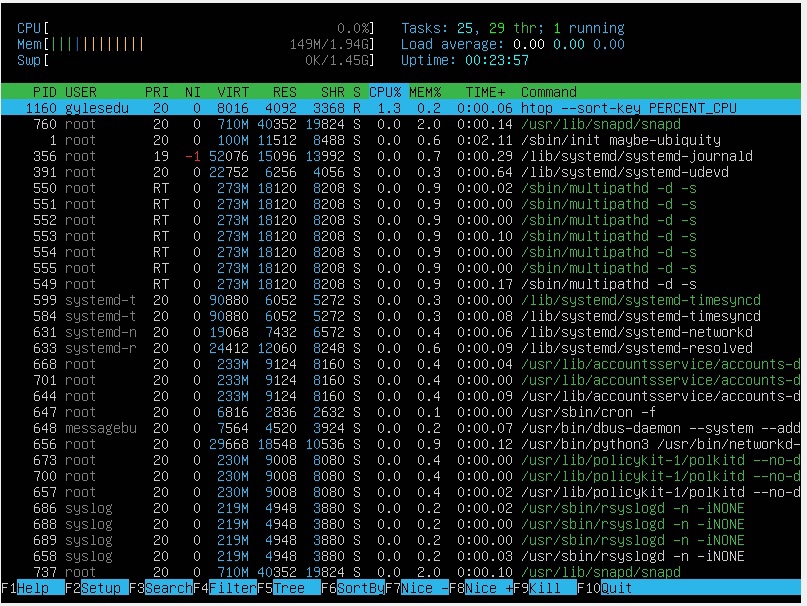 CPU[ 0.0%] Tasks: 25, 29 thr; 1 running
Mem[||||||||||||| 149M/1.94G] Load average: 0.00 0.00 0.00
Swp[ 0K/1.45G] Uptime: 00:23:57
PID USER PRI NI VIRT RES SHR S CPU% MEM% TIME+ Command
1160 gylesedu 20 0 8016 4092 3368 R 1.3 0.2 0:00.06 htop --sort-key PERCENT_CPU
760 root 20 0 710M 40352 19824 S 0.0 2.0 0:00.14 /usr/lib/snapd/snapd
1 root 20 0 100M 11512 8488 S 0.0 0.6 0:02.11 /sbin/init maybe-ubiquity
356 root 19 -1 52076 15096 13992 S 0.0 0.7 0:00.29 /lib/systemd/systemd-journald
391 root 20 0 22752 6256 4056 S 0.0 0.3 0:00.64 /lib/systemd/systemd-udevd
550 root RT 0 273M 18120 8208 S 0.0 0.9 0:00.02 /sbin/multipathd -d -s
551 root RT 0 273M 18120 8208 S 0.0 0.9 0:00.00 /sbin/multipathd -d -s
552 root RT 0 273M 18120 8208 S 0.0 0.9 0:00.00 /sbin/multipathd -d -s
553 root RT 0 273M 18120 8208 S 0.0 0.9 0:00.10 /sbin/multipathd -d -s
554 root RT 0 273M 18120 8208 S 0.0 0.9 0:00.00 /sbin/multipathd -d -s
555 root RT 0 273M 18120 8208 S 0.0 0.9 0:00.00 /sbin/multipathd -d -s
549 root RT 0 273M 18120 8208 S 0.0 0.9 0:00.17 /sbin/multipathd -d -s
599 systemd-t 20 0 90880 6052 5272 S 0.0 0.3 0:00.00 /lib/systemd/systemd-timesyncd
584 systemd-t 20 0 90880 6052 5272 S 0.0 0.3 0:00.08 /lib/systemd/systemd-timesyncd
631 systemd-n 20 0 19068 7432 6572 S 0.0 0.4 0:00.06 /lib/systemd/systemd-networkd
633 systemd-r 20 0 24412 12060 8248 S 0.0 0.6 0:00.09 /lib/systemd/systemd-resolved
668 root 20 0 233M 9124 8160 S 0.0 0.4 0:00.04 /usr/lib/accountsservice/accounts-d
701 root 20 0 233M 9124 8160 S 0.0 0.4 0:00.00 /usr/lib/accountsservice/accounts-d
644 root 20 0 233M 9124 8160 S 0.0 0.4 0:00.09 /usr/lib/accountsservice/accounts-d
647 root 20 0 6816 2836 2632 S 0.0 0.1 0:00.00 /usr/sbin/cron -f
648 messagebu 20 0 7564 4520 3924 S 0.0 0.2 0:00.07 /usr/bin/dbus-daemon --system --add
656 root 20 0 29668 18548 10536 S 0.0 0.9 0:00.12 /usr/bin/python3 /usr/bin/networkd-
673 root 20 0 230M 9008 8080 S 0.0 0.4 0:00.00 /usr/lib/policykit-1/polkitd --no-d
700 root 20 0 230M 9008 8080 S 0.0 0.4 0:00.00 /usr/lib/policykit-1/polkitd --no-d
657 root 20 0 230M 9008 8080 S 0.0 0.4 0:00.02 /usr/lib/policykit-1/polkitd --no-d
686 syslog 20 0 219M 4948 3880 S 0.0 0.2 0:00.02 /usr/sbin/rsyslogd -n -iNONE
688 syslog 20 0 219M 4948 3880 S 0.0 0.2 0:00.00 /usr/sbin/rsyslogd -n -iNONE
689 syslog 20 0 219M 4948 3880 S 0.0 0.2 0:00.00 /usr/sbin/rsyslogd -n -iNONE
658 syslog 20 0 219M 4948 3880 S 0.0 0.2 0:00.03 /usr/sbin/rsyslogd -n -iNONE
737 root 20 0 710M 40352 19824 S 0.0 2.0 0:00.10 /usr/lib/snapd/snapd
F1Help F2Setup F3SearchF4FilterF5Tree F6SortByF7Nice -F8Nice +F9Kill F10Quit